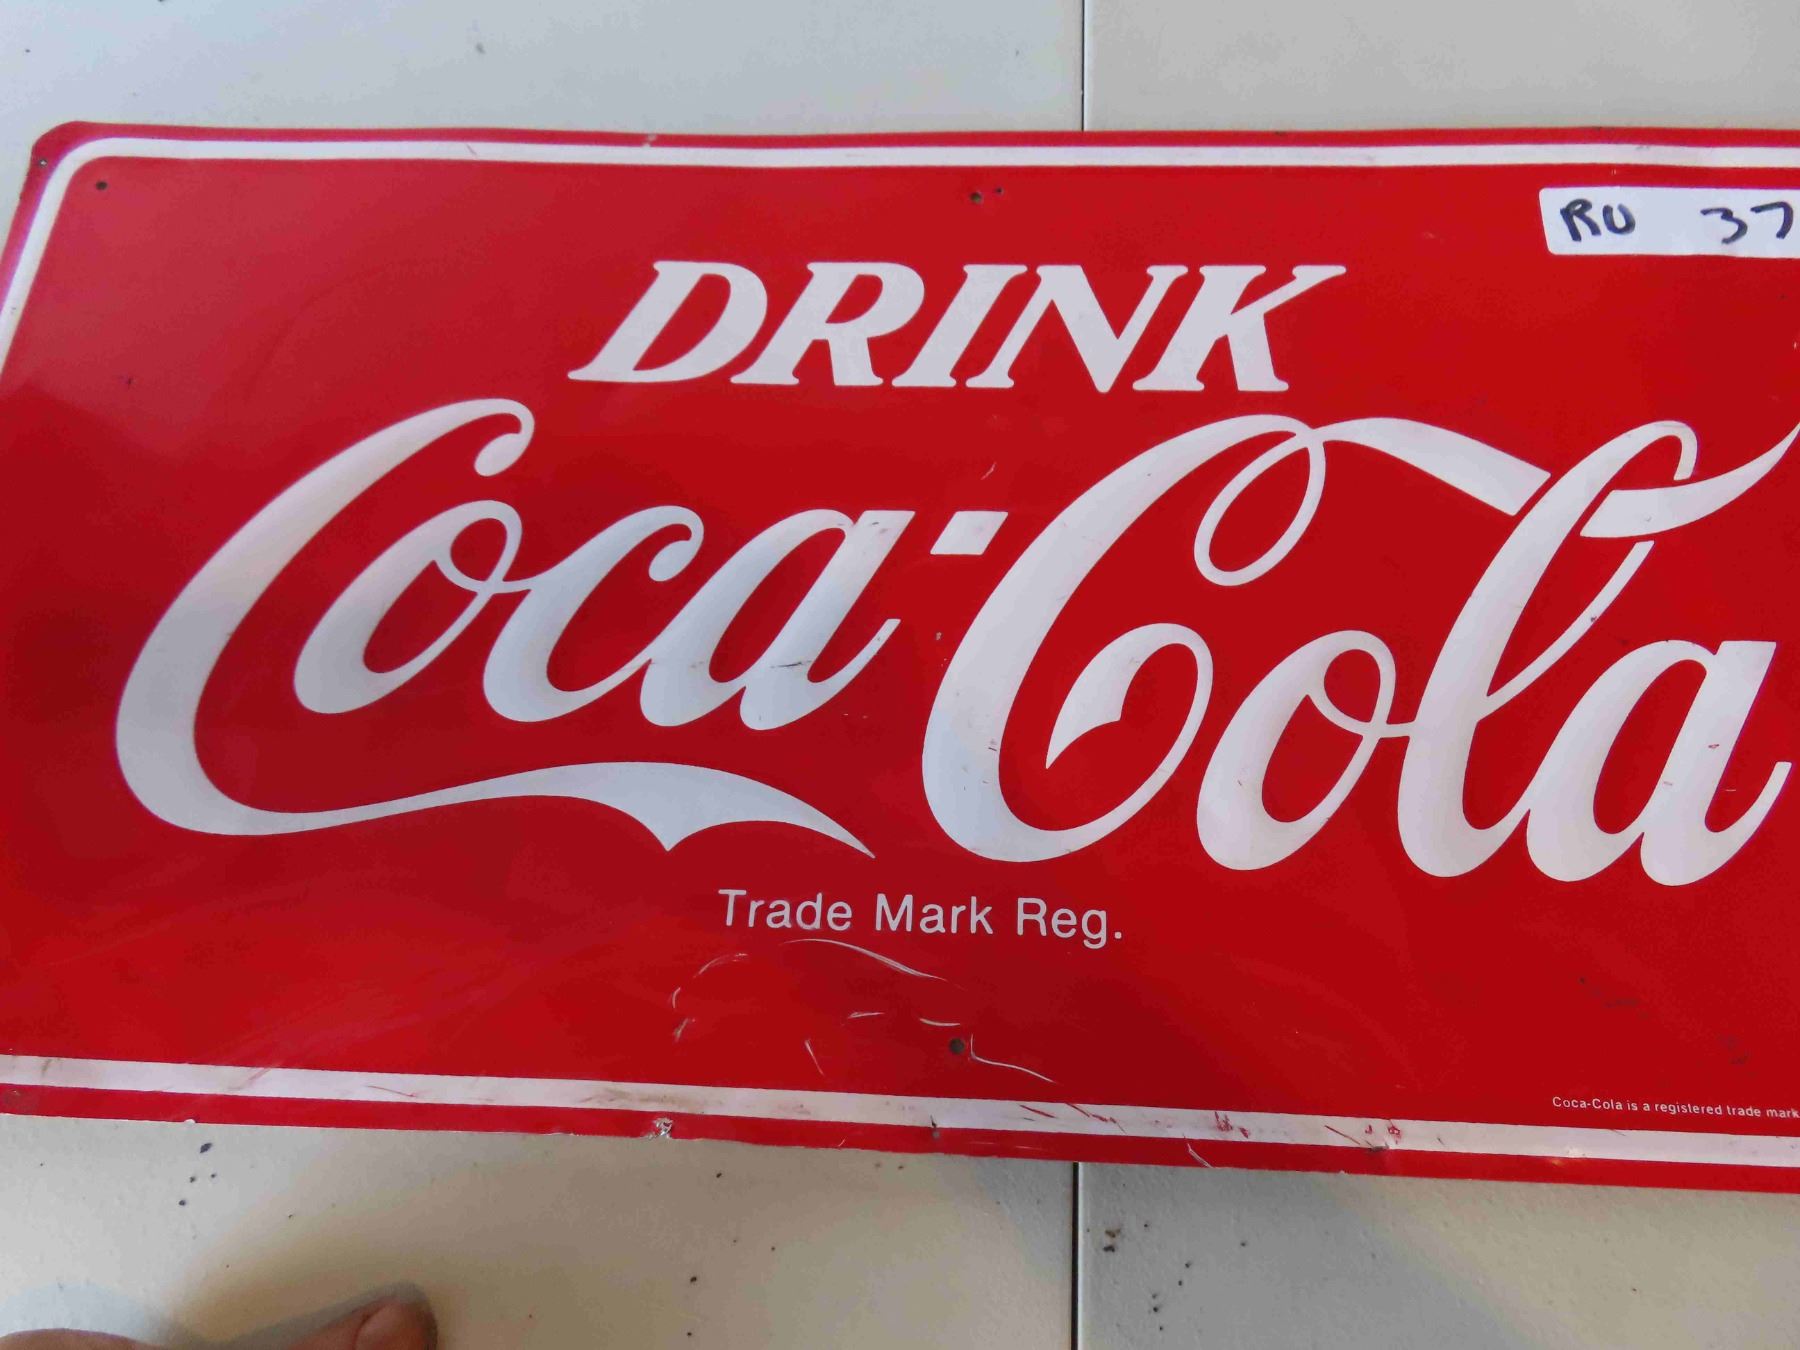 RU 37
DRINK
Coca-Cola
Trade Mark Reg.
Coca-Cola is a registered trade mark